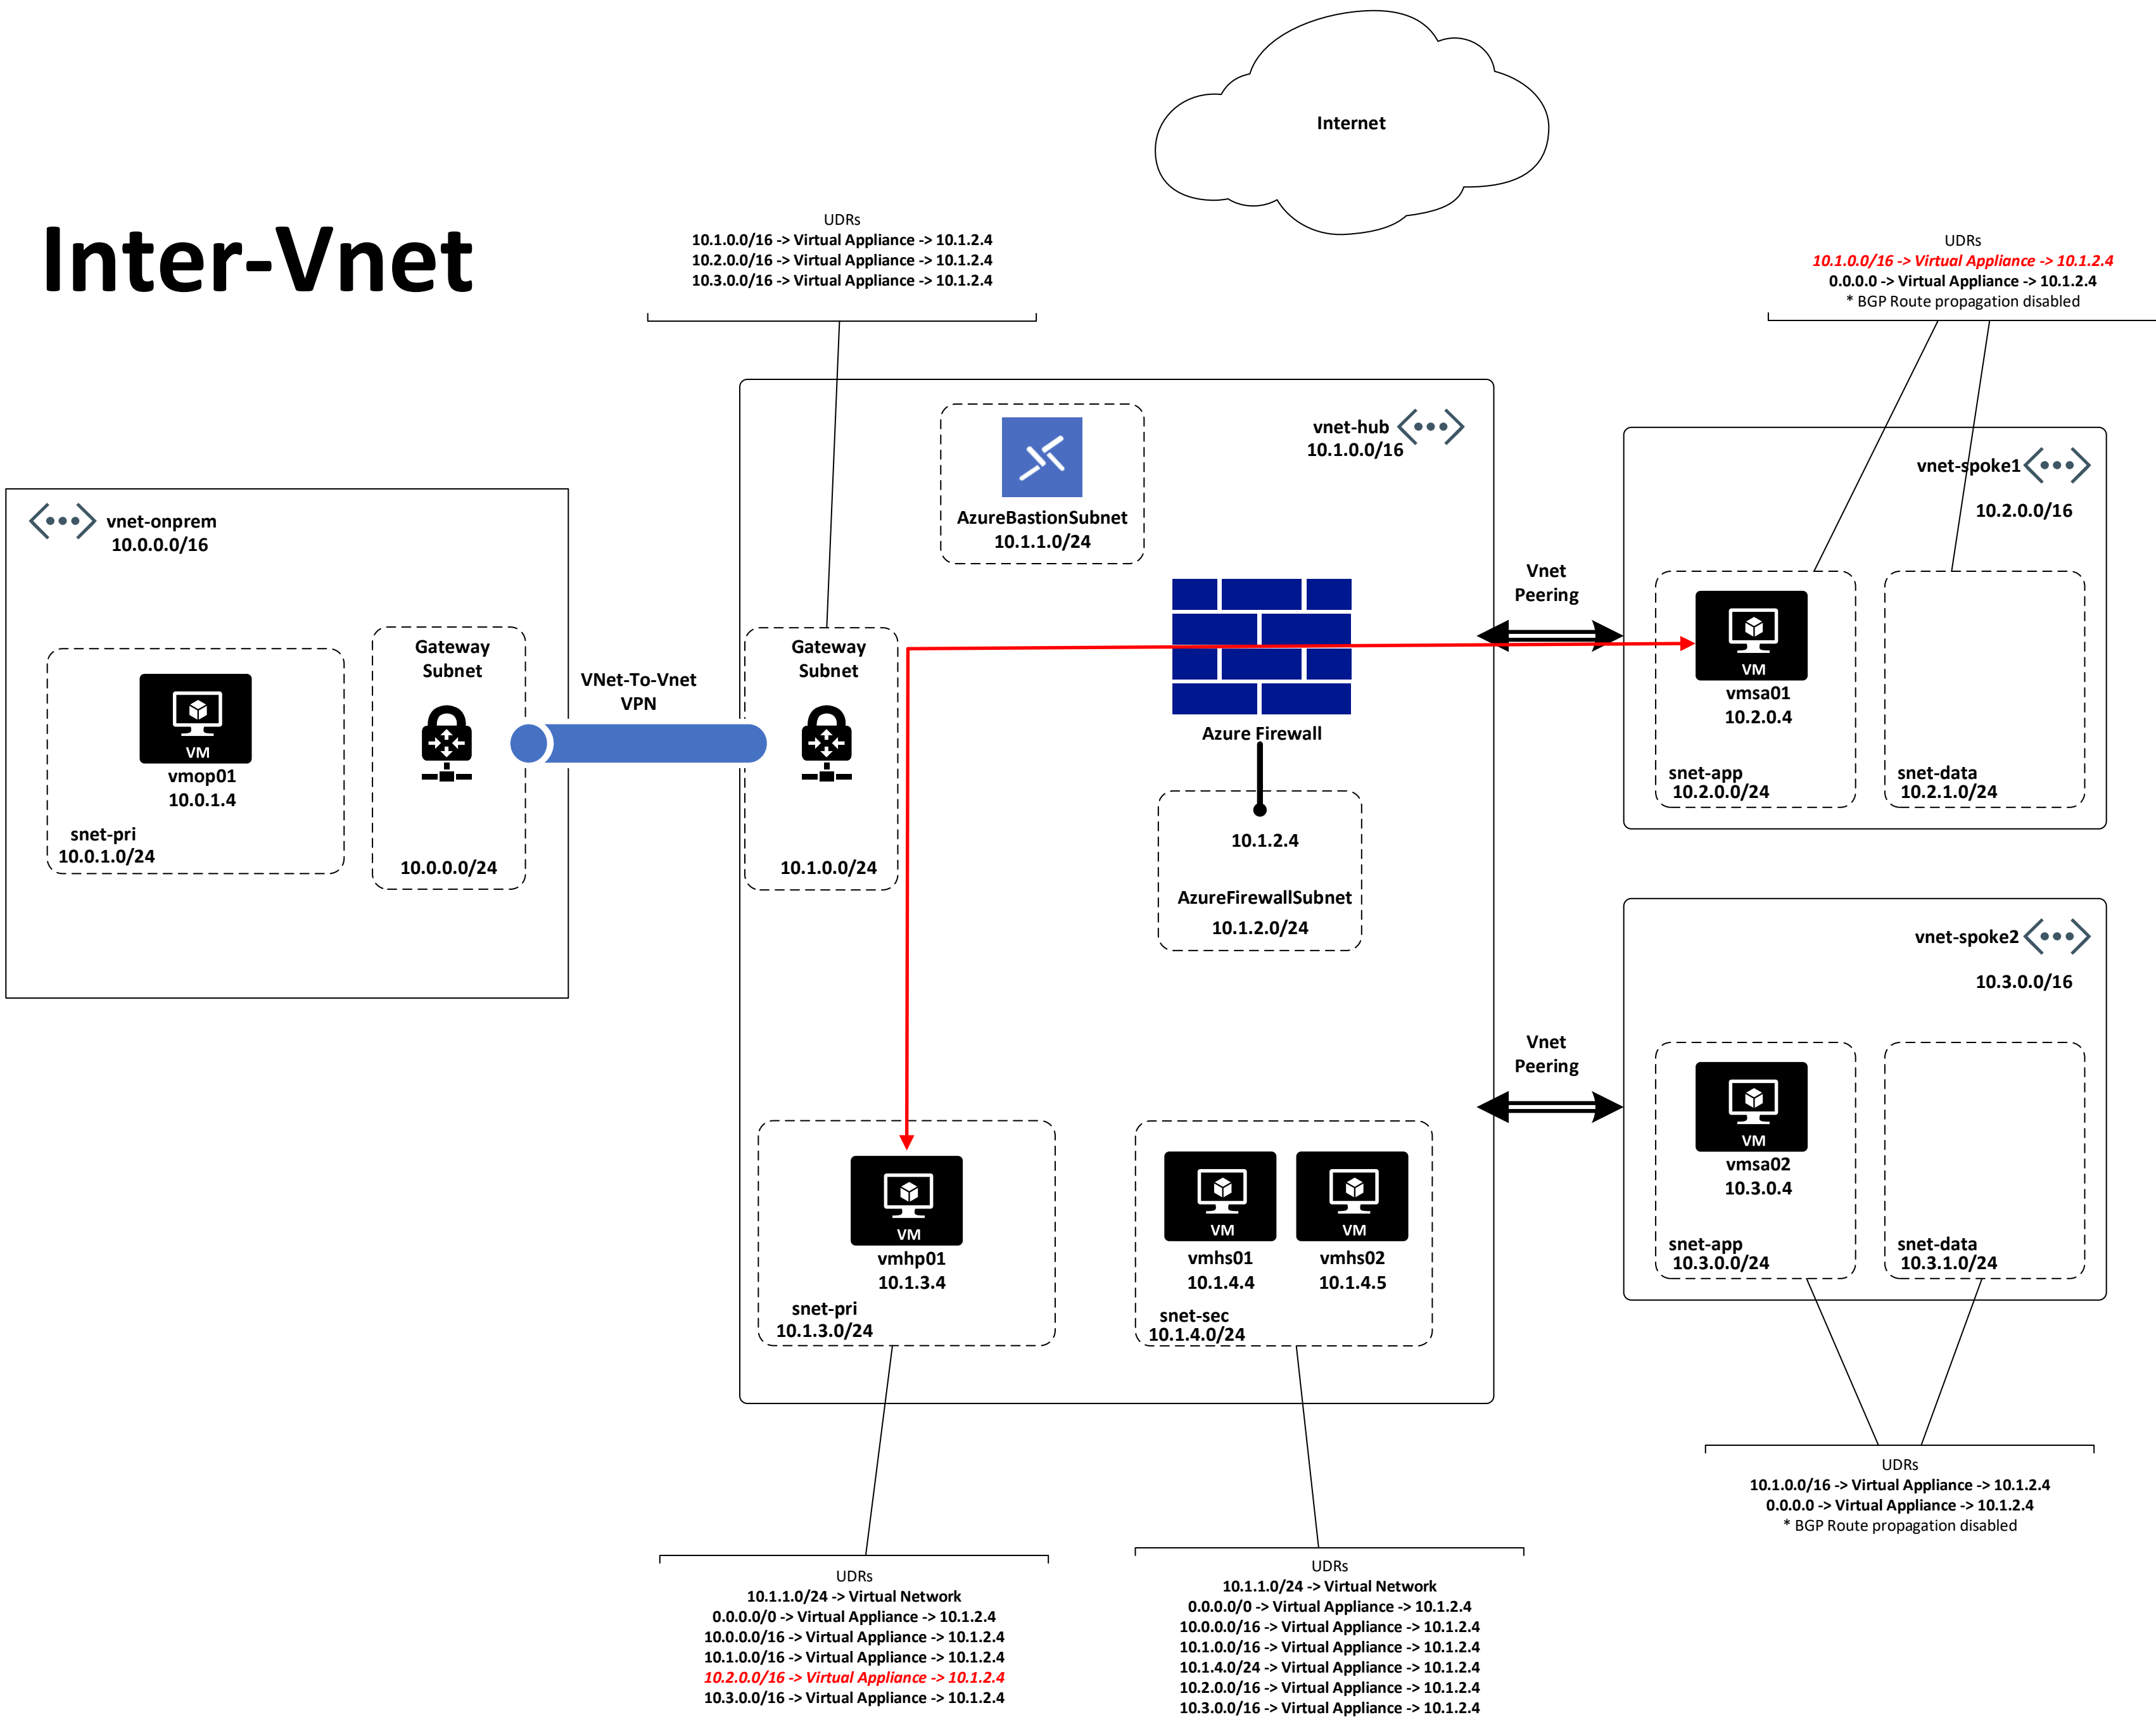 Internet
Inter-Vnet
UDRs
10.1.0.0/16 -> Virtual Appliance -> 10.1.2.4
10.2.0.0/16 -> Virtual Appliance -> 10.1.2.4
10.3.0.0/16 -> Virtual Appliance -> 10.1.2.4
UDRs
10.1.0.0/16 -> Virtual Appliance -> 10.1.2.4
0.0.0.0 -> Virtual Appliance -> 10.1.2.4
* BGP Route propagation disabled
vnet-onprem
10.0.0.0/16
VM
vmop01
10.0.1.4
snet-pri
10.0.1.0/24
Gateway
Subnet
10.0.0.0/24
VNet-To-Vnet
VPN
vnet-hub
10.1.0.0/16
AzureBastionSubnet
10.1.1.0/24
Gateway
Subnet
10.1.0.0/24
Azure Firewall
10.1.2.4
AzureFirewallSubnet
10.1.2.0/24
VM
vmhp01
10.1.3.4
snet-pri
10.1.3.0/24
VM
vmhs01
10.1.4.4
VM
vmhs02
10.1.4.5
snet-sec
10.1.4.0/24
Vnet
Peering
vnet-spoke1
10.2.0.0/16
VM
vmsa01
10.2.0.4
snet-app
10.2.0.0/24
snet-data
10.2.1.0/24
Vnet
Peering
vnet-spoke2
10.3.0.0/16
VM
vmsa02
10.3.0.4
snet-app
10.3.0.0/24
snet-data
10.3.1.0/24
UDRs
10.1.0.0/16 -> Virtual Appliance -> 10.1.2.4
0.0.0.0 -> Virtual Appliance -> 10.1.2.4
* BGP Route propagation disabled
UDRs
10.1.1.0/24 -> Virtual Network
0.0.0.0/0 -> Virtual Appliance -> 10.1.2.4
10.0.0.0/16 -> Virtual Appliance -> 10.1.2.4
10.1.0.0/16 -> Virtual Appliance -> 10.1.2.4
10.2.0.0/16 -> Virtual Appliance -> 10.1.2.4
10.3.0.0/16 -> Virtual Appliance -> 10.1.2.4
UDRs
10.1.1.0/24 -> Virtual Network
0.0.0.0/0 -> Virtual Appliance -> 10.1.2.4
10.0.0.0/16 -> Virtual Appliance -> 10.1.2.4
10.1.0.0/16 -> Virtual Appliance -> 10.1.2.4
10.1.4.0/24 -> Virtual Appliance -> 10.1.2.4
10.2.0.0/16 -> Virtual Appliance -> 10.1.2.4
10.3.0.0/16 -> Virtual Appliance -> 10.1.2.4